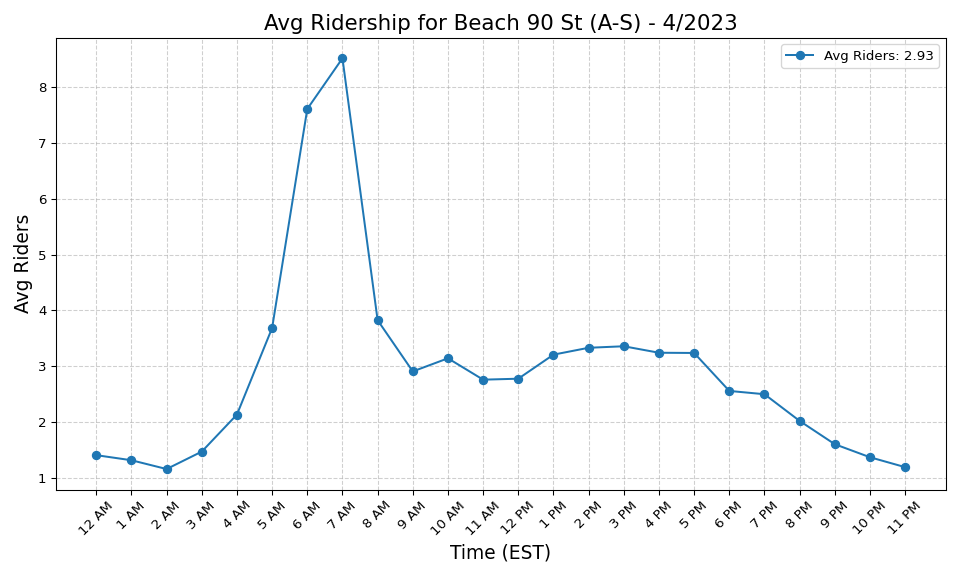 Avg Ridership for Beach 90 St (A-S) - 4/2023
Avg Riders: 2.93
Avg Riders
8
7
6
5
4
3
2
1
12 AM
1 AM
2 AM
3 AM
4 AM
5 AM
6 AM
7 AM
8 AM
9 AM
10 AM
11 AM
12 PM
1 PM
2 PM
3 PM
4 PM
5 PM
6 PM
7 PM
8 PM
9 PM
10 PM
11 PM
Time (EST)